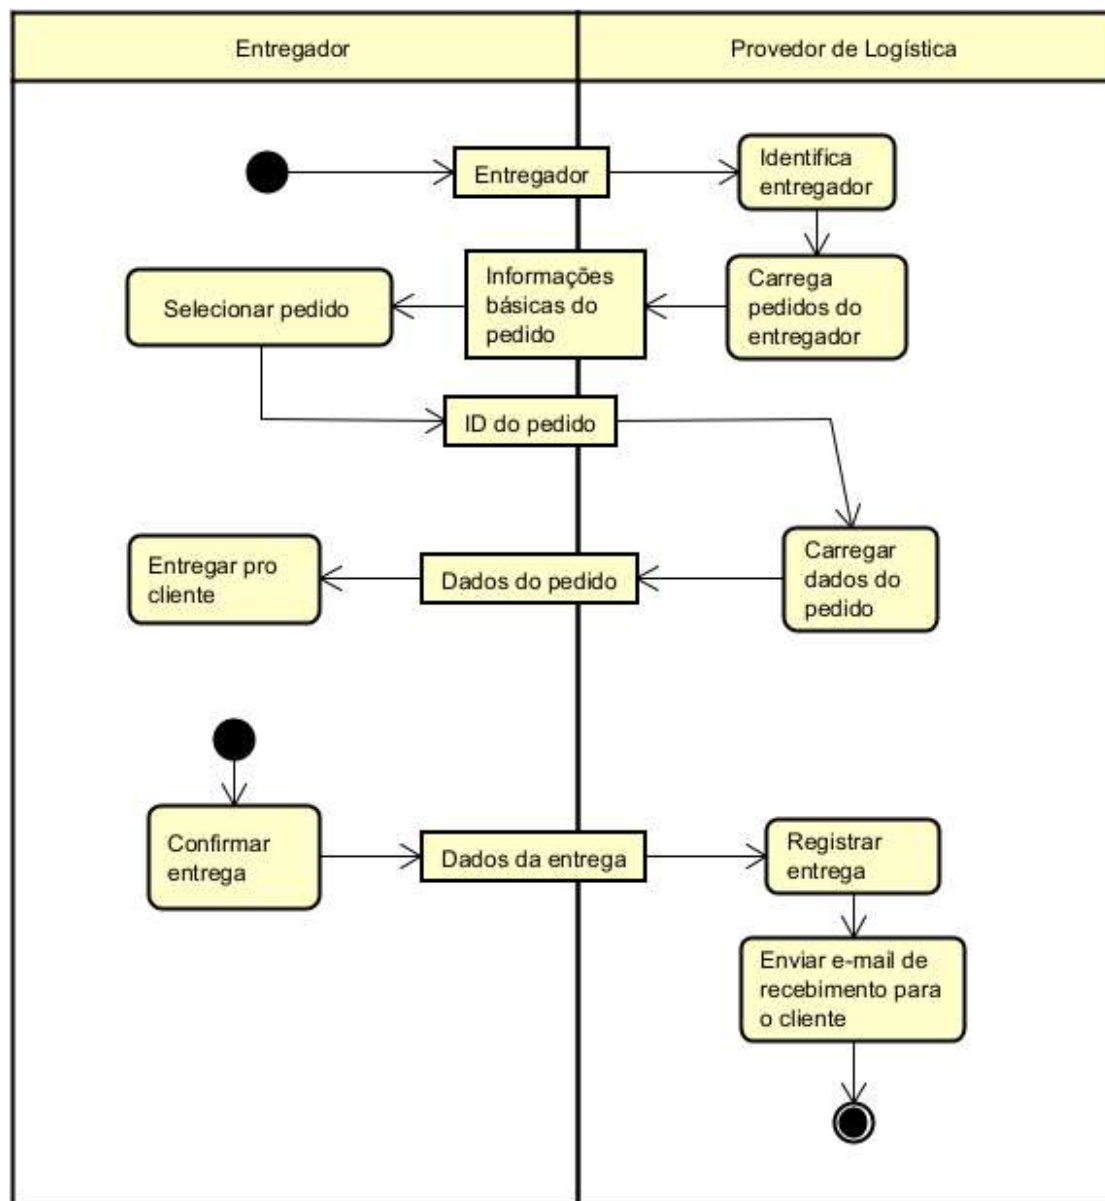 Entregador
Provedor de Logística
Entregador
Identifica
entregador
Selecionar pedido
Informações
básicas do
pedido
Carrega
pedidos do
entregador
ID do pedido
Entregar pro
cliente
Dados do pedido
Carregar
dados do
pedido
Confirmar
entrega
Dados da entrega
Registrar
entrega
Enviar e-mail de
recebimento para
o cliente